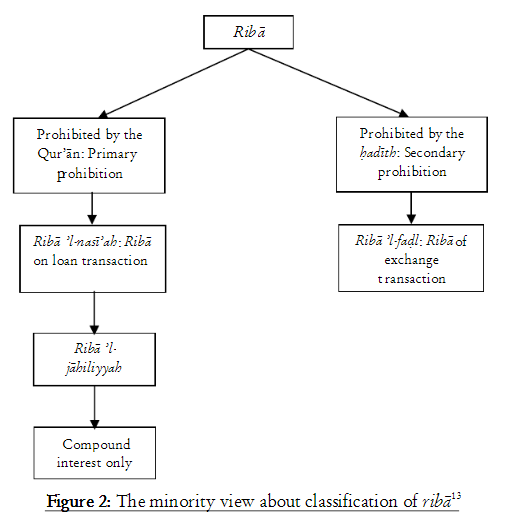 Ribā
Prohibited by the
Qur’ān: Primary
prohibition
Prohibited by the
ḥadīth: Secondary
prohibition
Ribā ’l-nasī’ah: Ribā
on loan transaction
Ribā ’l-faḍl: Ribā of
exchange
transaction
Ribā ’l-
jāhiliyyah
Compound
interest only
Figure 2: The minority view about classification of ribā¹³